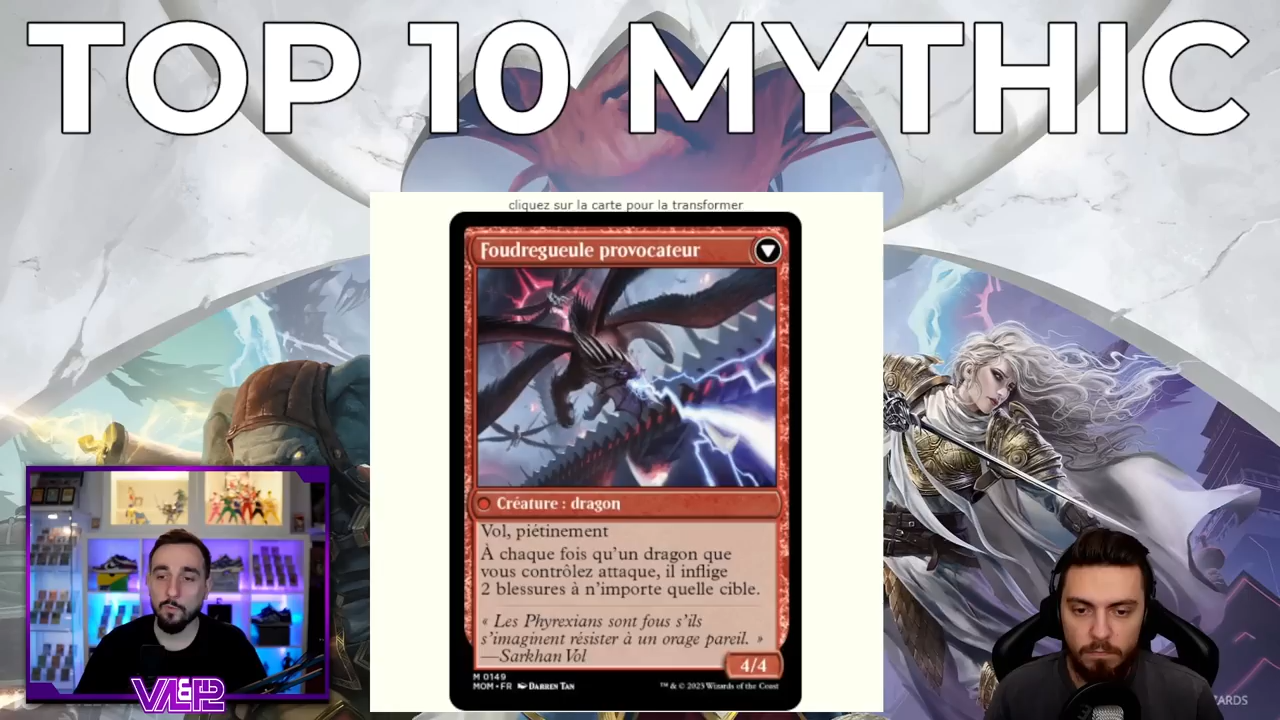 TOP 10 MYTHIC
cliquez sur la carte pour la transformer
Foudregueule provocateur
Créature : dragon
Vol, piétinement
À chaque fois qu'un dragon que
vous contrôlez attaque, il inflige
2 blessures à n'importe quelle cible.
« Les Phyrexians sont fous s'ils
s'imaginent résister à un orage pareil. »
—Sarkhan Vol
4/4
M 0149
MOM • FR DARREN TAN
™ & © 2023 Wizards of the Coast